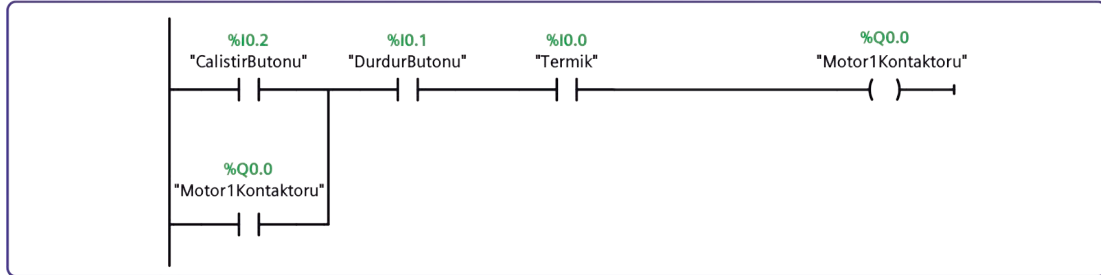 %I0.2
"CalistirButonu"
%I0.1
"DurdurButonu"
%I0.0
"Termik"
%Q0.0
"Motor1Kontaktoru"
%Q0.0
"Motor1Kontaktoru"